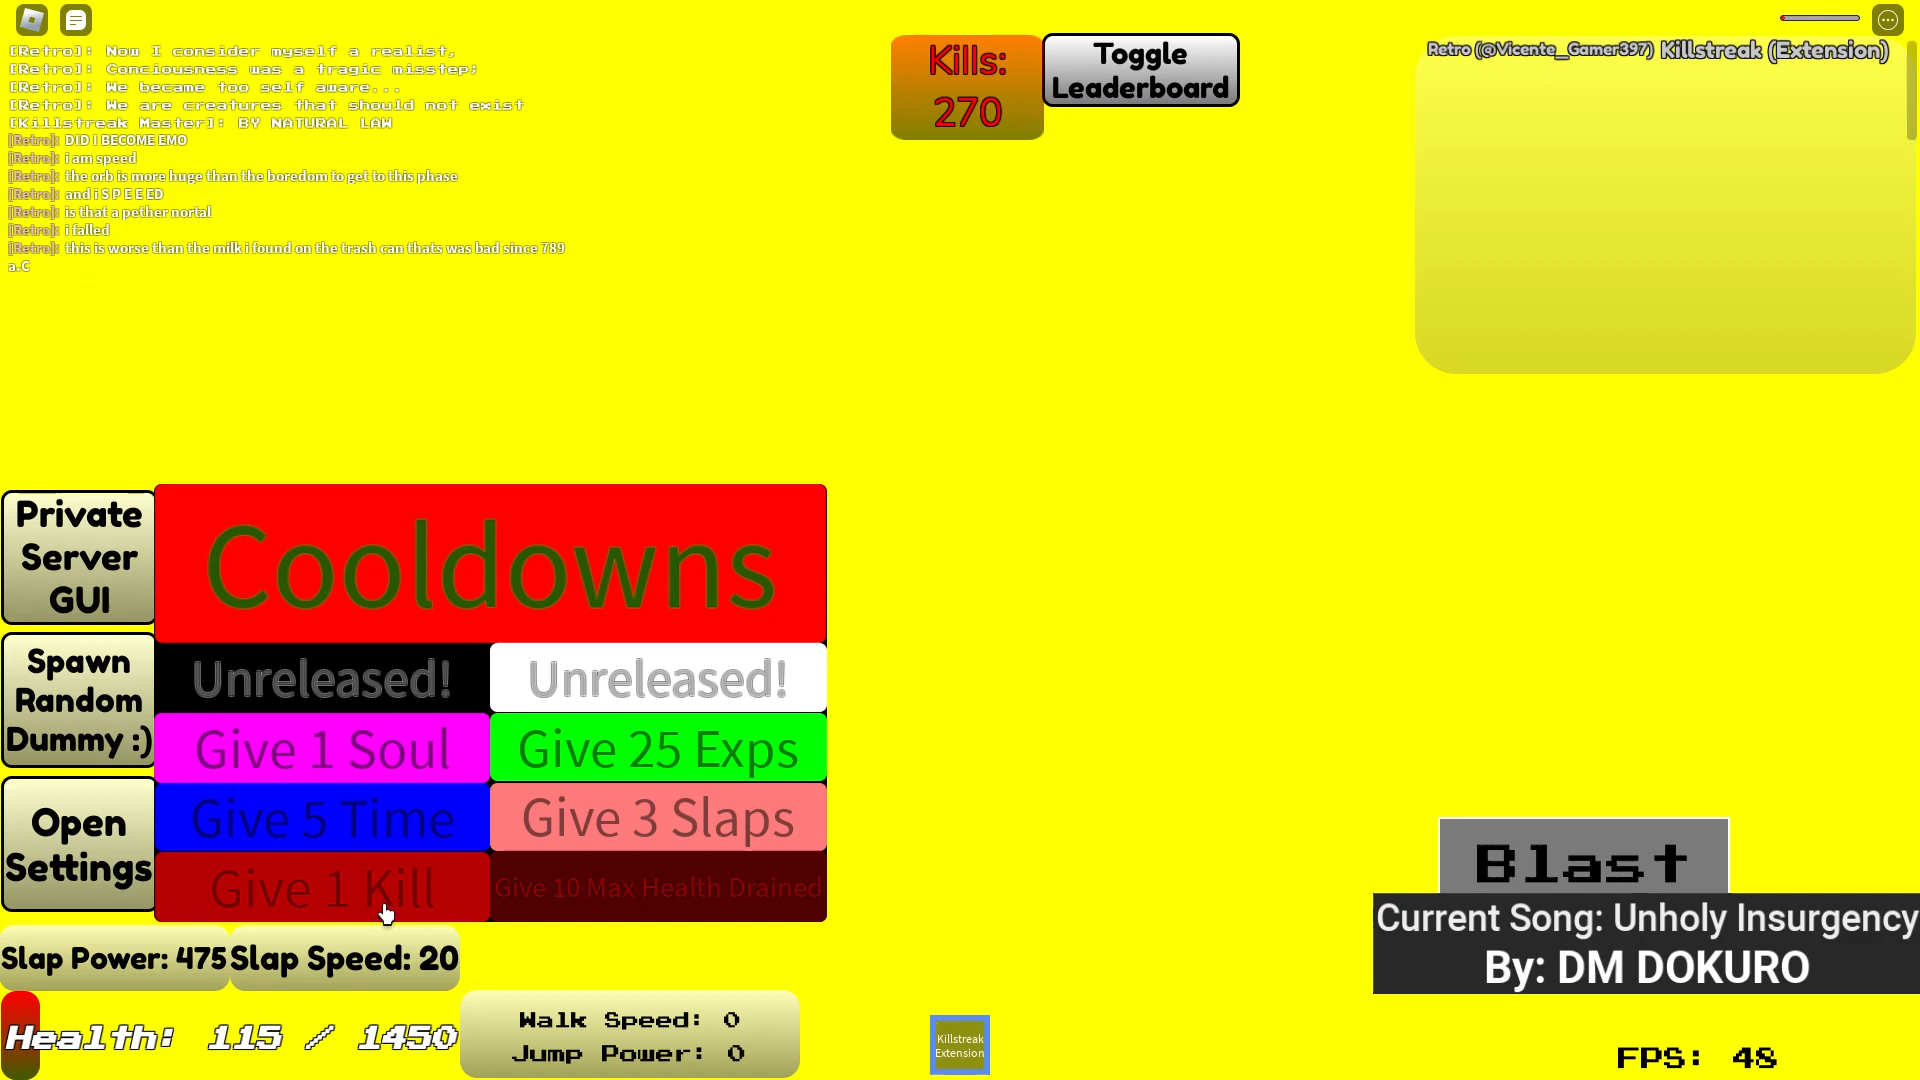 [Retro]: Now I consider myself a realist,
[Retro]: Conciousness was a tragic misstep;
[Retro]: We became too self aware...
[Retro]: We are creatures that should not exist
[Killstreak Master]: BY NATURAL LAW
[Retro]: DID I BECOME EMO
[Retro]: i am speed
[Retro]: the orb is more huge than the boredom to get to this phase
[Retro]: and i S P E E ED
[Retro]: is that a pether nortal
[Retro]: i falled
[Retro]: this is worse than the milk i found on the trash can thats was bad since 789
a.C
Kills:
270
Toggle
Leaderboard
Retro (@Vicente_Gamer397) Killstreak (Extension)
Private
Server
GUI
Cooldowns
Unreleased!
Unreleased!
Spawn
Random
Dummy :)
Give 1 Soul
Give 25 Exps
Give 5 Time
Give 3 Slaps
Open
Settings
Give 1 Kill
Give 10 Max Health Drained
Blast
Current Song: Unholy Insurgency
By: DM DOKURO
Slap Power: 475
Slap Speed: 20
Health: 115 / 1450
Walk Speed: 0
Jump Power: 0
Killstreak
Extension
FPS: 48